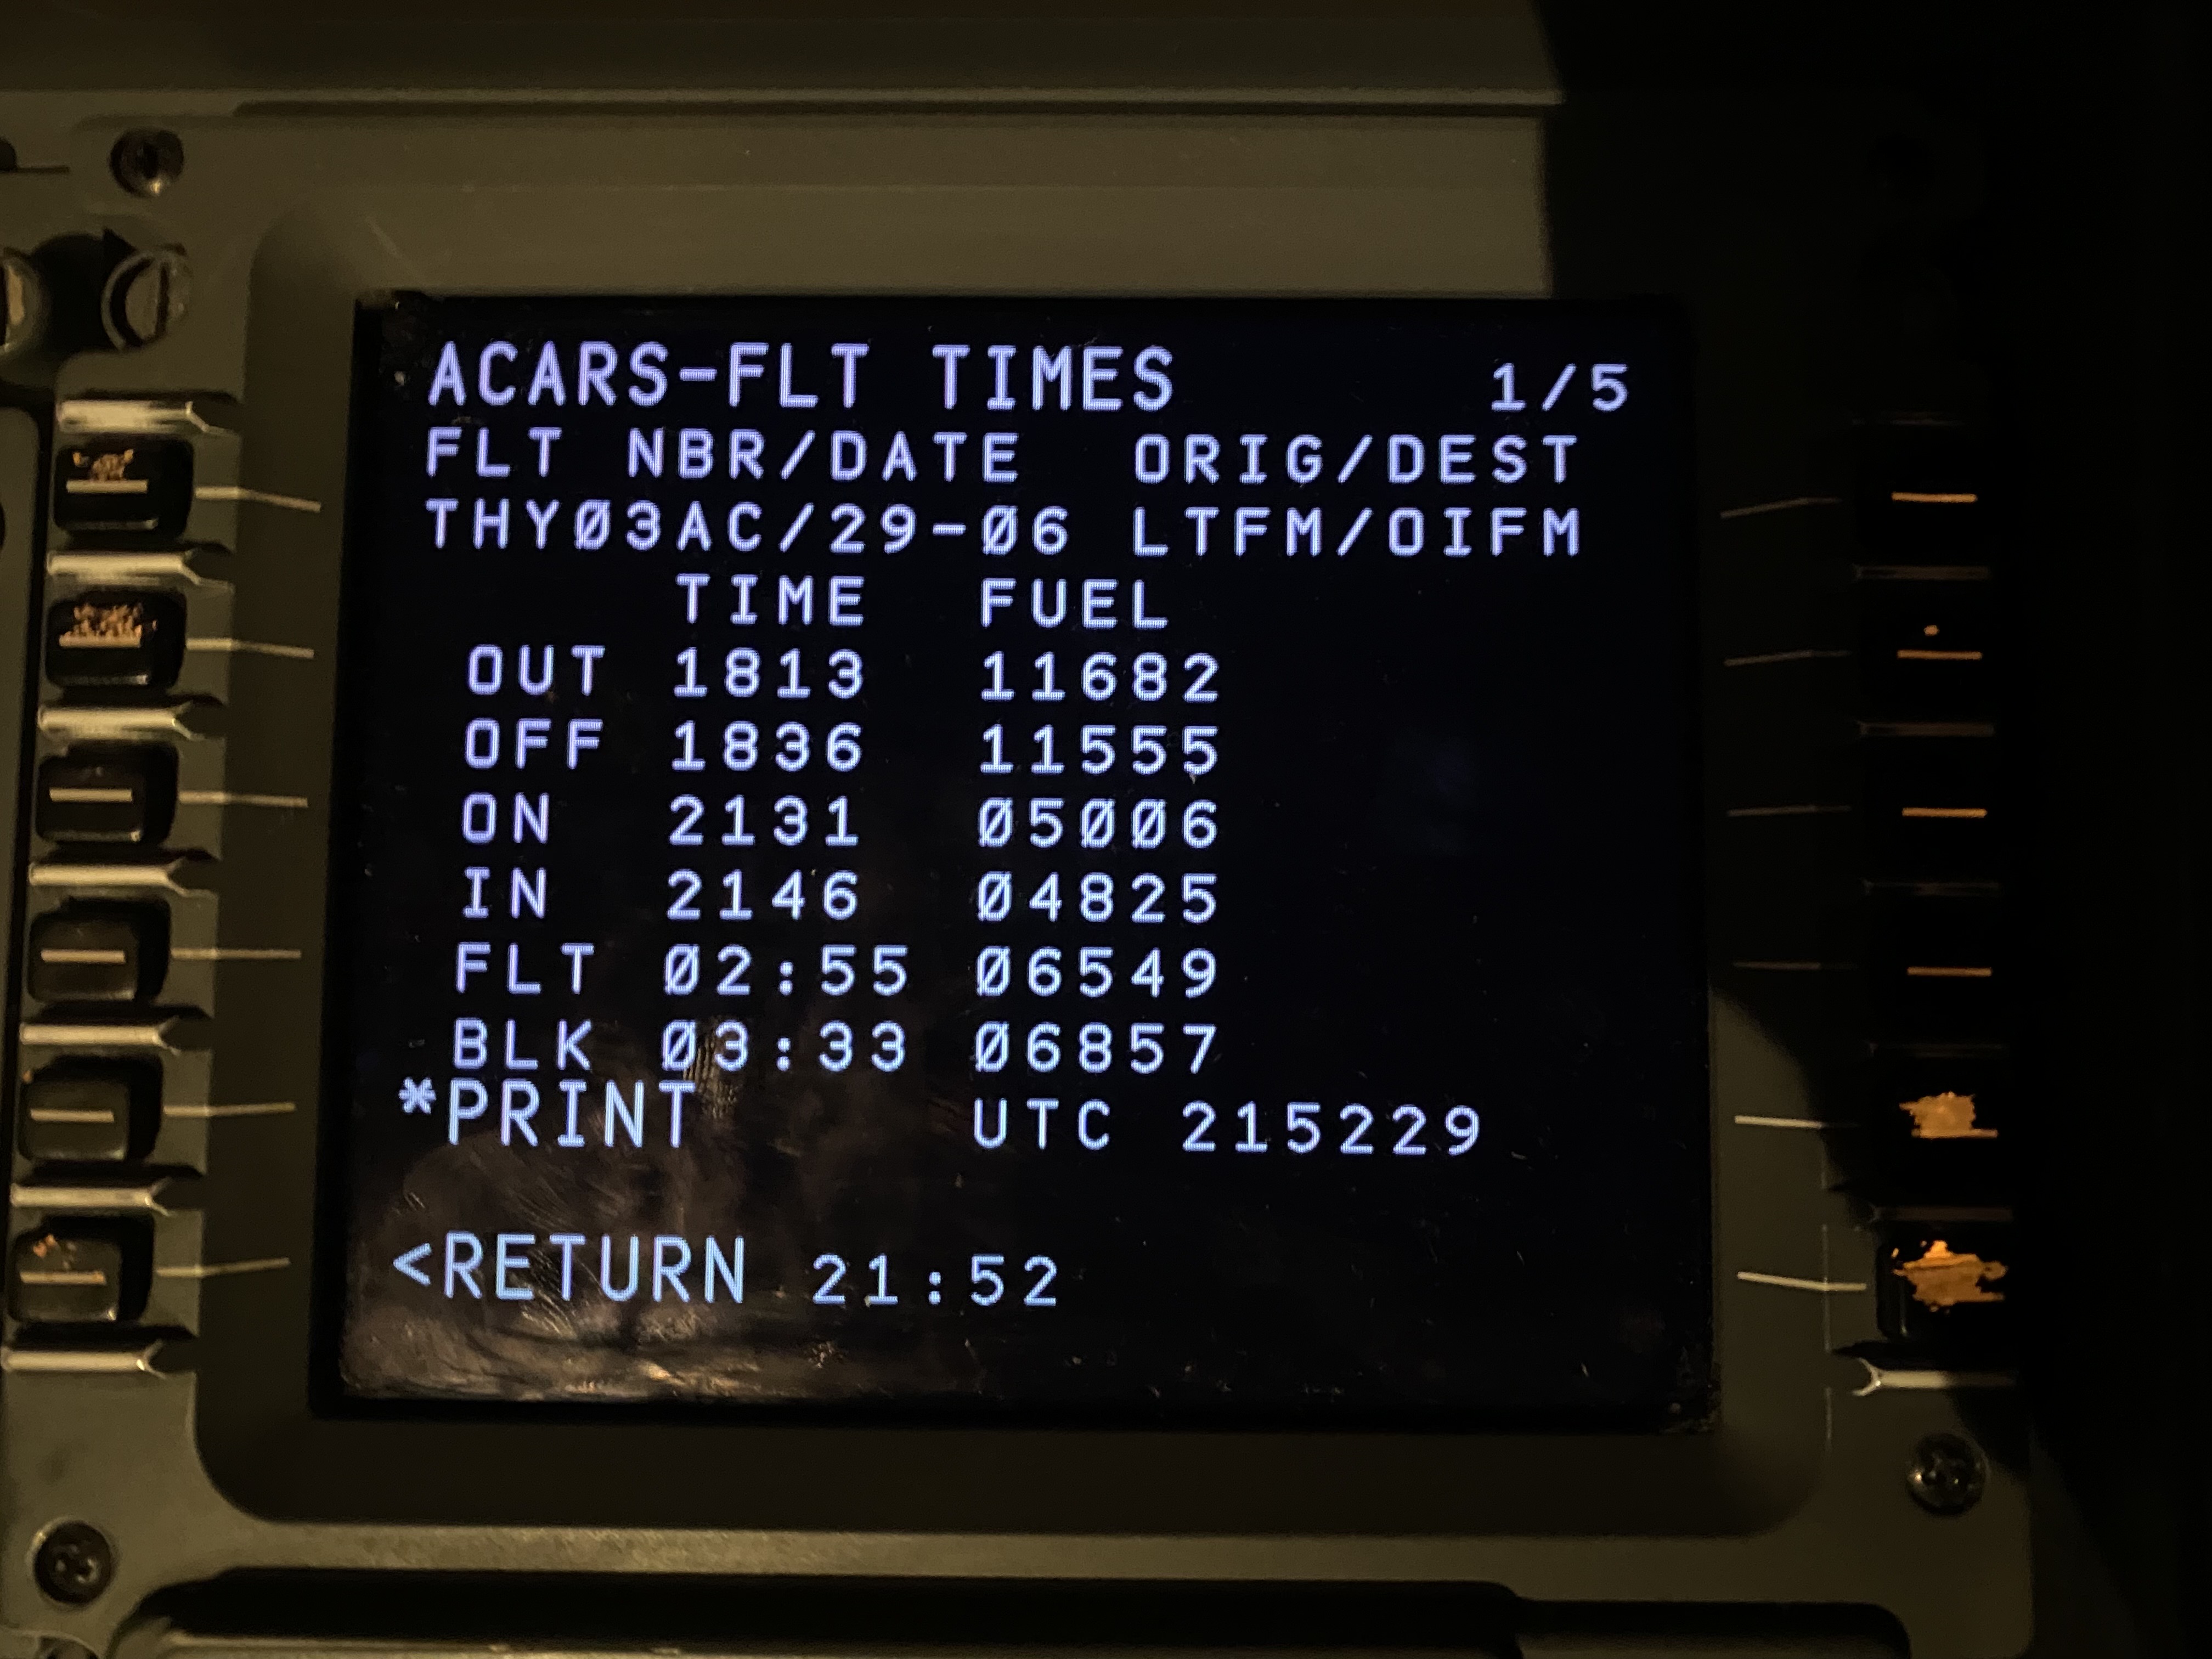 ACARS-FLT TIMES 1/5
FLT NBR/DATE ORIG/DEST
THYØ3AC/29-Ø6 LTFM/OIFM
TIME FUEL
OUT 1813 11682
OFF 1836 11555
ON 2131 Ø5ØØ6
IN 2146 Ø4825
FLT Ø2:55 Ø6549
BLK Ø3:33 Ø6857
*PRINT UTC 215229
<RETURN 21:52